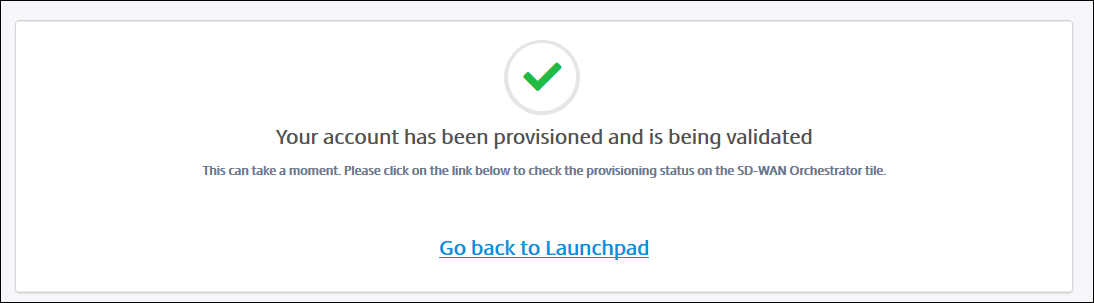 Your account has been provisioned and is being validated
This can take a moment. Please click on the link below to check the provisioning status on the SD-WAN Orchestrator tile.
Go back to Launchpad